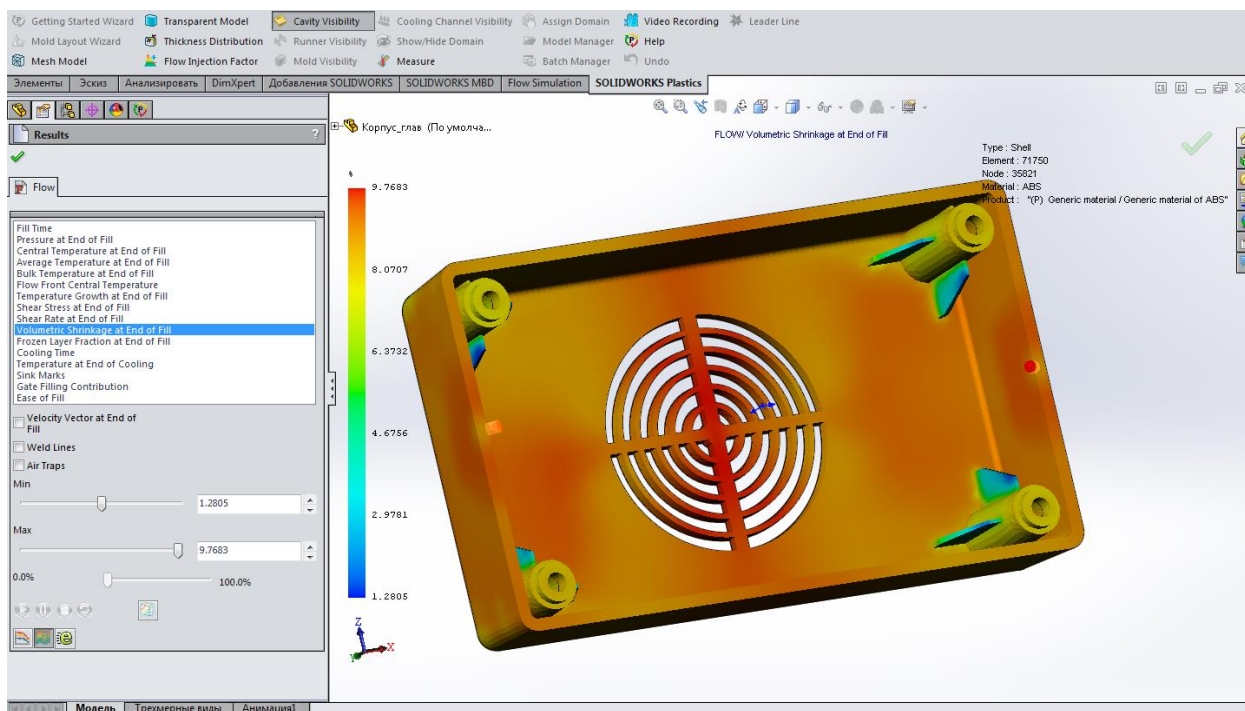 Getting Started Wizard Transparent Model Cavity Visibility Cooling Channel Visibility Assign Domain Video Recording Leader Line
Mold Layout Wizard Thickness Distribution Runner Visibility Show/Hide Domain Model Manager Help
Mesh Model Flow Injection Factor Mold Visibility Measure Batch Manager Undo
Элементы Эскиз Анализировать DimXpert Добавления SOLIDWORKS SOLIDWORKS MBD Flow Simulation SOLIDWORKS Plastics
Results ?
Flow
Fill Time
Pressure at End of Fill
Central Temperature at End of Fill
Average Temperature at End of Fill
Bulk Temperature at End of Fill
Flow Front Central Temperature
Temperature Growth at End of Fill
Shear Stress at End of Fill
Shear Rate at End of Fill
Volumetric Shrinkage at End of Fill
Frozen Layer Fraction at End of Fill
Cooling Time
Temperature at End of Cooling
Sink Marks
Gate Filling Contribution
Ease of Fill
Velocity Vector at End of
Fill
Weld Lines
Air Traps
Min
1.2805
Max
9.7683
0.0% 100.0%
Корпус_глав (По умолча...
FLOW/ Volumetric Shrinkage at End of Fill
Type : Shell
Element : 71750
Node : 35821
Material : ABS
Product : "(P) Generic material / Generic material of ABS"
%
9.7683
8.0707
6.3732
4.6756
2.9781
1.2805
Z
X
Y
Модель Трехмерные виды Анимация1